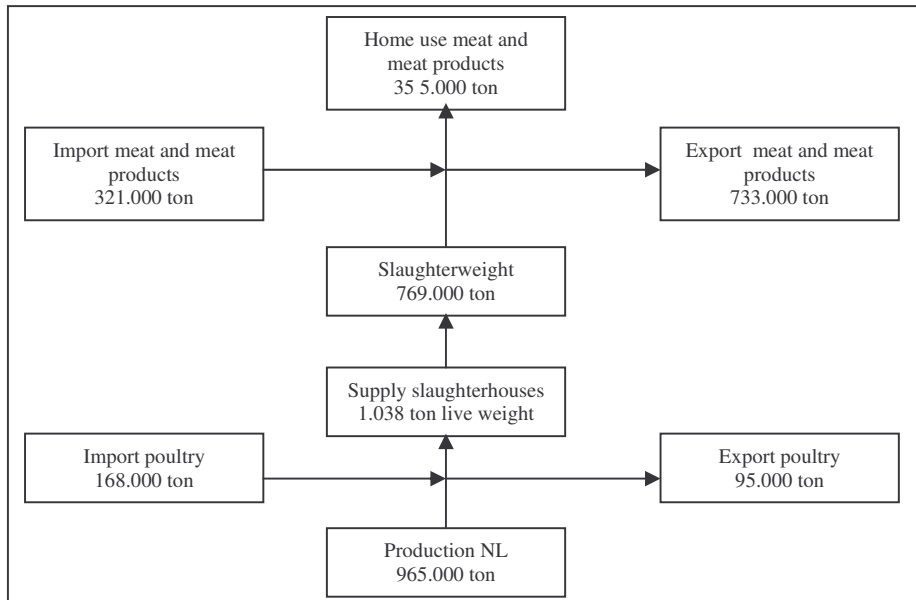 Home use meat and
meat products
35 5.000 ton
Import meat and meat
products
321.000 ton
Export meat and meat
products
733.000 ton
Slaughterweight
769.000 ton
Supply slaughterhouses
1.038 ton live weight
Import poultry
168.000 ton
Export poultry
95.000 ton
Production NL
965.000 ton